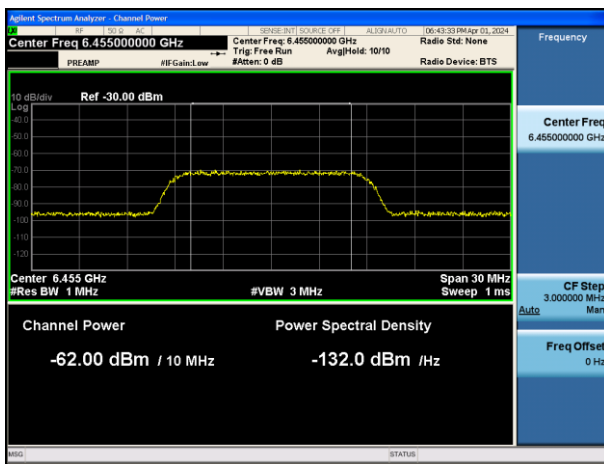 Agilent Spectrum Analyzer - Channel Power
RF 50 Ω AC SENSE:INT SOURCE OFF ALIGNAUTO 06:43:33 PM Apr 01, 2024
Center Freq 6.455000000 GHz
Center Freq: 6.455000000 GHz
Radio Std: None
Trig: Free Run Avg|Hold: 10/10
PREAMP #IFGain:Low #Atten: 0 dB Radio Device: BTS
10 dB/div Ref -30.00 dBm
Log
-40.0
-50.0
-60.0
-70.0
-80.0
-90.0
-100
-110
-120
Center 6.455 GHz Span 30 MHz
#Res BW 1 MHz #VBW 3 MHz Sweep 1 ms
Channel Power Power Spectral Density
-62.00 dBm / 10 MHz -132.0 dBm /Hz
MSG STATUS
Frequency
Center Freq
6.455000000 GHz
CF Step
3.000000 MHz
Auto Man
Freq Offset
0 Hz